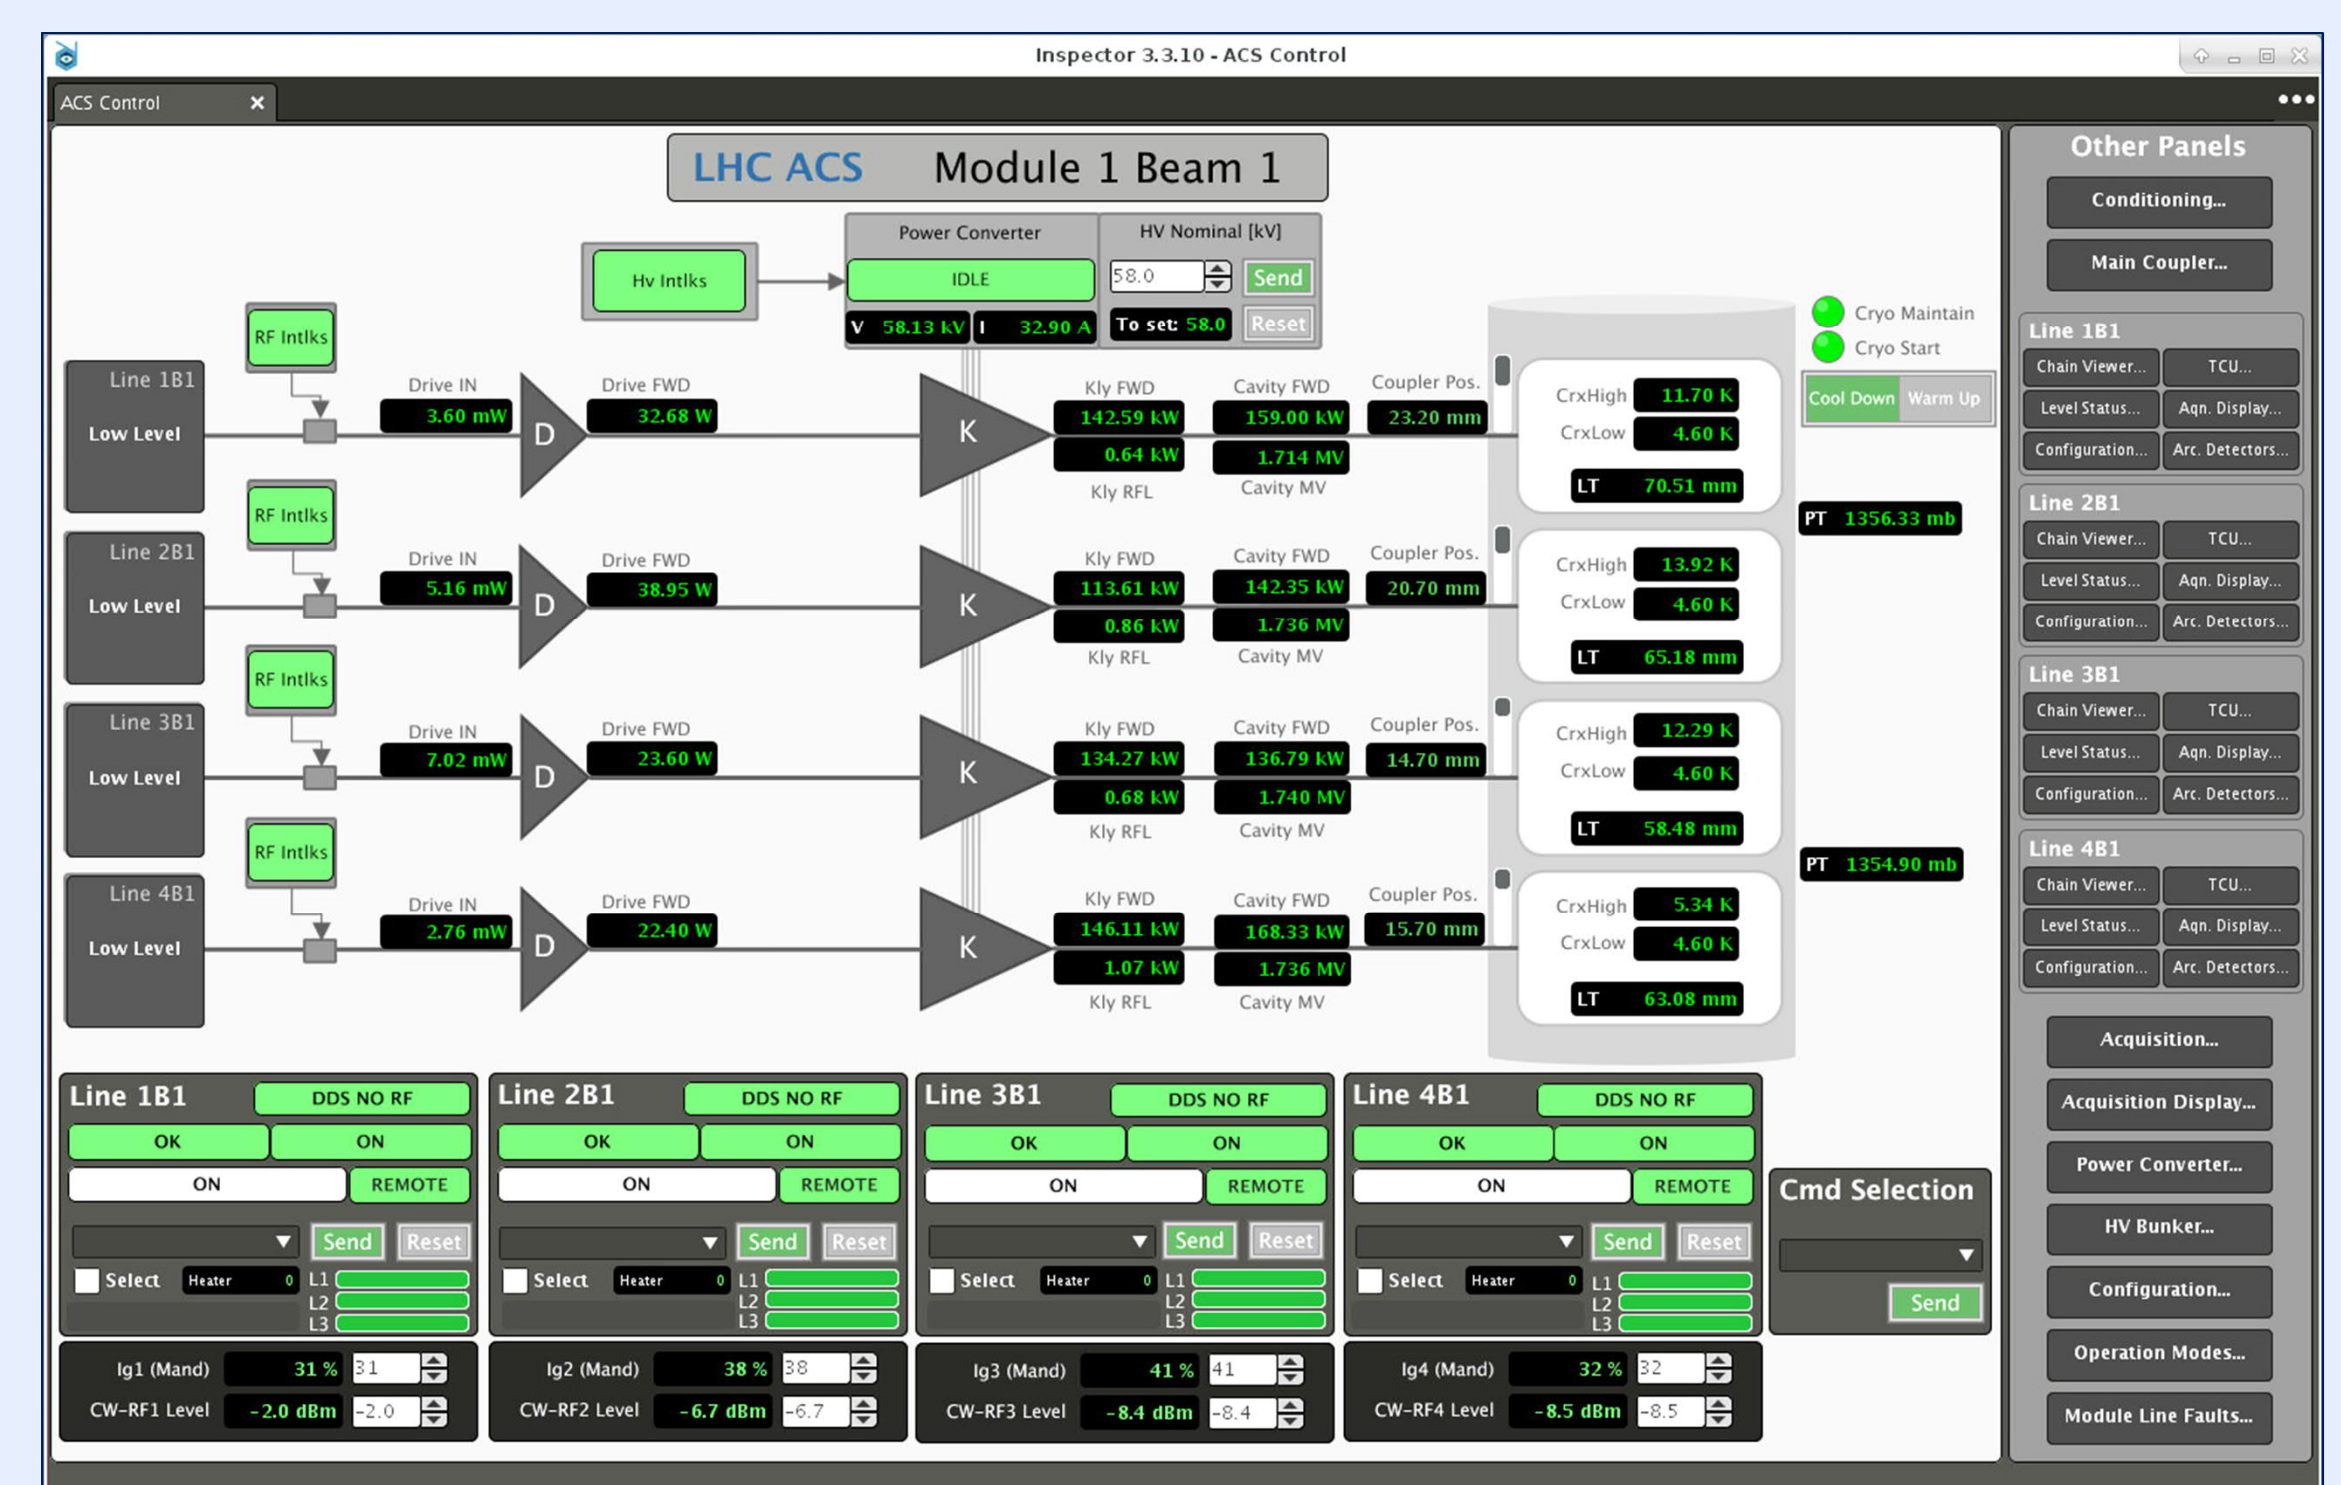 Inspector 3.3.10 - ACS Control
ACS Control
LHC ACS Module 1 Beam 1
Power Converter
HV Nominal [kV]
Hv Intlks
IDLE
58.0
Send
V 58.13 kV
I 32.90 A
To set: 58.0
Reset
Cryo Maintain
Cryo Start
Cool Down
Warm Up
RF Intlks
Line 1B1
Low Level
Drive IN
3.60 mW
D
Drive FWD
32.68 W
K
Kly FWD
142.59 kW
0.64 kW
Kly RFL
Cavity FWD
159.00 kW
1.714 MV
Cavity MV
Coupler Pos.
23.20 mm
CrxHigh 11.70 K
CrxLow 4.60 K
LT 70.51 mm
PT 1356.33 mb
RF Intlks
Line 2B1
Low Level
Drive IN
5.16 mW
D
Drive FWD
38.95 W
K
Kly FWD
113.61 kW
0.86 kW
Kly RFL
Cavity FWD
142.35 kW
1.736 MV
Cavity MV
Coupler Pos.
20.70 mm
CrxHigh 13.92 K
CrxLow 4.60 K
LT 65.18 mm
RF Intlks
Line 3B1
Low Level
Drive IN
7.02 mW
D
Drive FWD
23.60 W
K
Kly FWD
134.27 kW
0.68 kW
Kly RFL
Cavity FWD
136.79 kW
1.740 MV
Cavity MV
Coupler Pos.
14.70 mm
CrxHigh 12.29 K
CrxLow 4.60 K
LT 58.48 mm
PT 1354.90 mb
RF Intlks
Line 4B1
Low Level
Drive IN
2.76 mW
D
Drive FWD
22.40 W
K
Kly FWD
146.11 kW
1.07 kW
Kly RFL
Cavity FWD
168.33 kW
1.736 MV
Cavity MV
Coupler Pos.
15.70 mm
CrxHigh 5.34 K
CrxLow 4.60 K
LT 63.08 mm
Line 1B1
DDS NO RF
OK ON
ON REMOTE
Send Reset
Select Heater 0
L1
L2
L3
Ig1 (Mand) 31 % 31
CW-RF1 Level -2.0 dBm -2.0
Line 2B1
DDS NO RF
OK ON
ON REMOTE
Send Reset
Select Heater 0
L1
L2
L3
Ig2 (Mand) 38 % 38
CW-RF2 Level -6.7 dBm -6.7
Line 3B1
DDS NO RF
OK ON
ON REMOTE
Send Reset
Select Heater 0
L1
L2
L3
Ig3 (Mand) 41 % 41
CW-RF3 Level -8.4 dBm -8.4
Line 4B1
DDS NO RF
OK ON
ON REMOTE
Send Reset
Select Heater 0
L1
L2
L3
Ig4 (Mand) 32 % 32
CW-RF4 Level -8.5 dBm -8.5
Cmd Selection
Send
Other Panels
Conditioning...
Main Coupler...
Line 1B1
Chain Viewer... TCU...
Level Status... Aqn. Display...
Configuration... Arc. Detectors...
Line 2B1
Chain Viewer... TCU...
Level Status... Aqn. Display...
Configuration... Arc. Detectors...
Line 3B1
Chain Viewer... TCU...
Level Status... Aqn. Display...
Configuration... Arc. Detectors...
Line 4B1
Chain Viewer... TCU...
Level Status... Aqn. Display...
Configuration... Arc. Detectors...
Acquisition...
Acquisition Display...
Power Converter...
HV Bunker...
Configuration...
Operation Modes...
Module Line Faults...